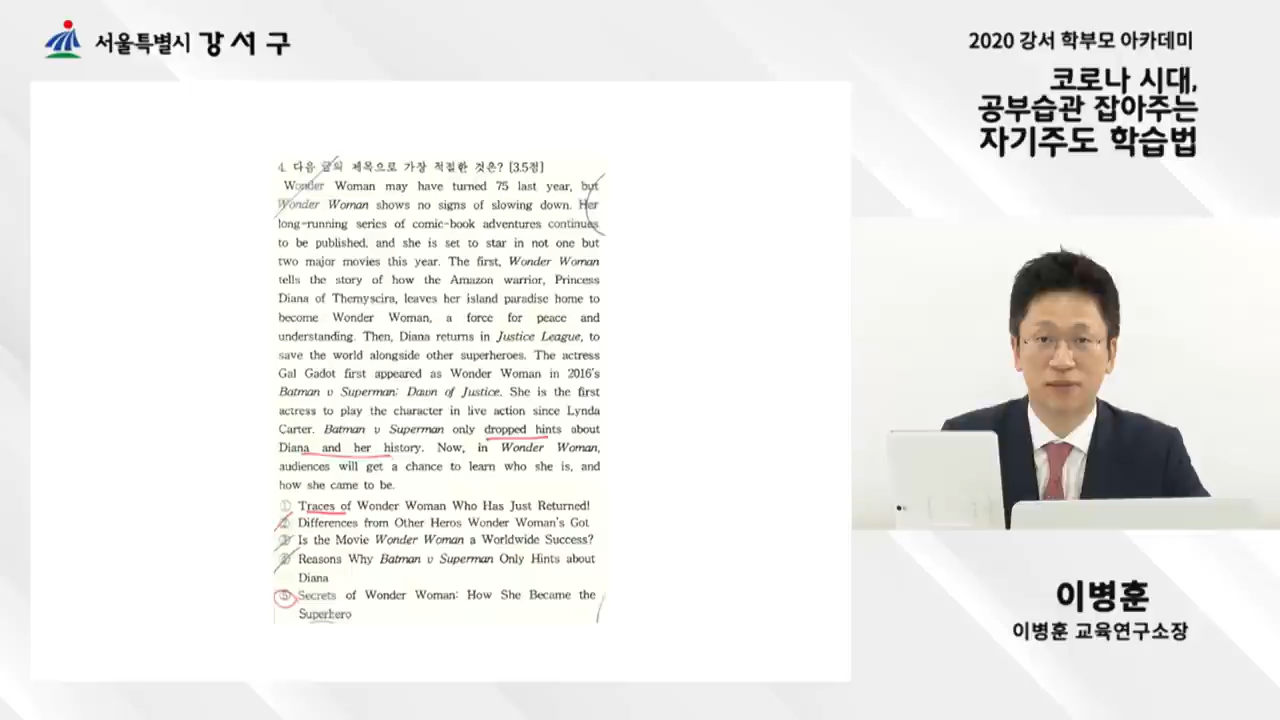 서울특별시 강서구
2020 강서 학부모 아카데미
코로나 시대,
공부습관 잡아주는
자기주도 학습법
4. 다음 글의 제목으로 가장 적절한 것은? [3.5점]
Wonder Woman may have turned 75 last year, but
Wonder Woman shows no signs of slowing down. Her
long-running series of comic-book adventures continues
to be published, and she is set to star in not one but
two major movies this year. The first, Wonder Woman
tells the story of how the Amazon warrior, Princess
Diana of Themyscira, leaves her island paradise home to
become Wonder Woman, a force for peace and
understanding. Then, Diana returns in Justice League, to
save the world alongside other superheroes. The actress
Gal Gadot first appeared as Wonder Woman in 2016's
Batman v Superman: Dawn of Justice. She is the first
actress to play the character in live action since Lynda
Carter. Batman v Superman only dropped hints about
Diana and her history. Now, in Wonder Woman,
audiences will get a chance to learn who she is, and
how she came to be.
① Traces of Wonder Woman Who Has Just Returned!
② Differences from Other Heros Wonder Woman's Got
③ Is the Movie Wonder Woman a Worldwide Success?
④ Reasons Why Batman v Superman Only Hints about
Diana
⑤ Secrets of Wonder Woman: How She Became the
Superhero
이병훈
이병훈 교육연구소장